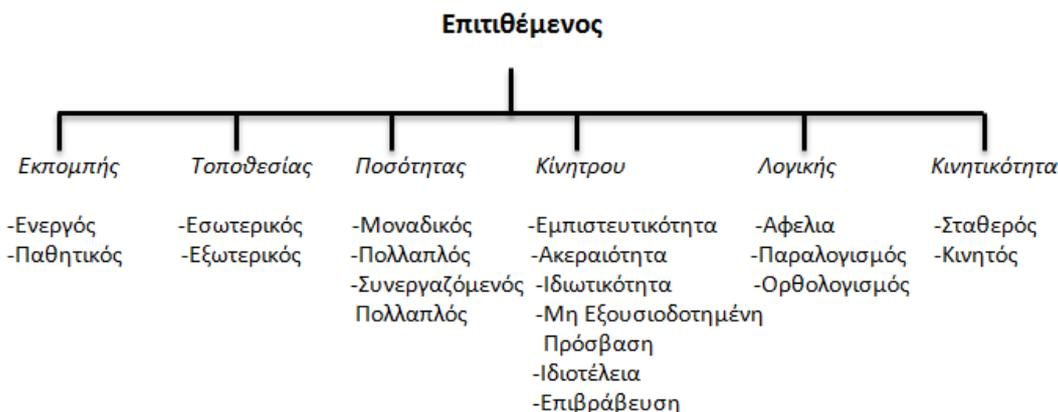 Επιτιθέμενος
Εκπομπής Τοποθεσίας Ποσότητας Κίνητρου Λογικής Κινητικότητα
-Ενεργός -Εσωτερικός -Μοναδικός -Εμπιστευτικότητα -Αφελια -Σταθερός
-Παθητικός -Εξωτερικός -Πολλαπλός -Ακεραιότητα -Παραλογισμός -Κινητός
-Συνεργαζόμενός -Ιδιωτικότητα -Ορθολογισμός
Πολλαπλός -Μη Εξουσιοδοτημένη
Πρόσβαση
-Ιδιοτέλεια
-Επιβράβευση